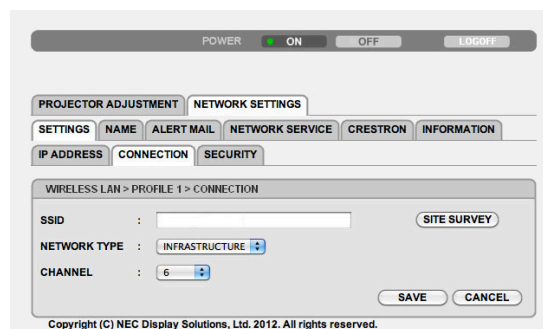 POWER ON OFF LOGOFF
PROJECTOR ADJUSTMENT NETWORK SETTINGS
SETTINGS NAME ALERT MAIL NETWORK SERVICE CRESTRON INFORMATION
IP ADDRESS CONNECTION SECURITY
WIRELESS LAN > PROFILE 1 > CONNECTION
SSID : SITE SURVEY
NETWORK TYPE : INFRASTRUCTURE
CHANNEL : 6
SAVE CANCEL
Copyright (C) NEC Display Solutions, Ltd. 2012. All rights reserved.